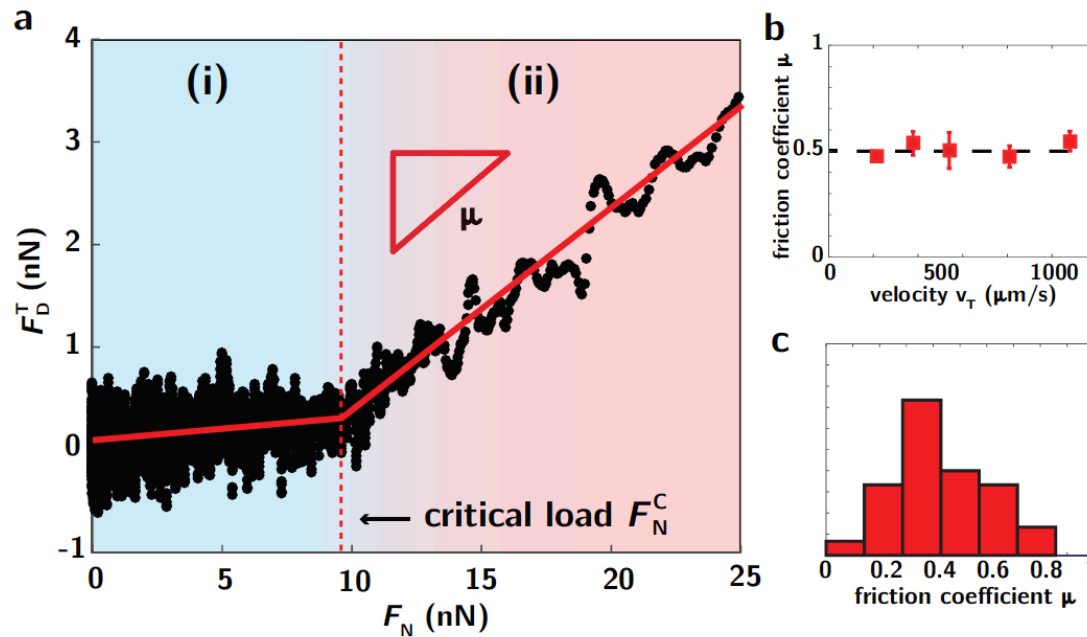 a
4
3
2
1
0
-1
F_D^T (nN)
(i)
(ii)
μ
← critical load F_N^C
0 5 10 15 20 25
F_N (nN)
b
1
0.5
0
friction coefficient μ
0 500 1000
velocity v_T (μm/s)
c
0 0.2 0.4 0.6 0.8
friction coefficient μ